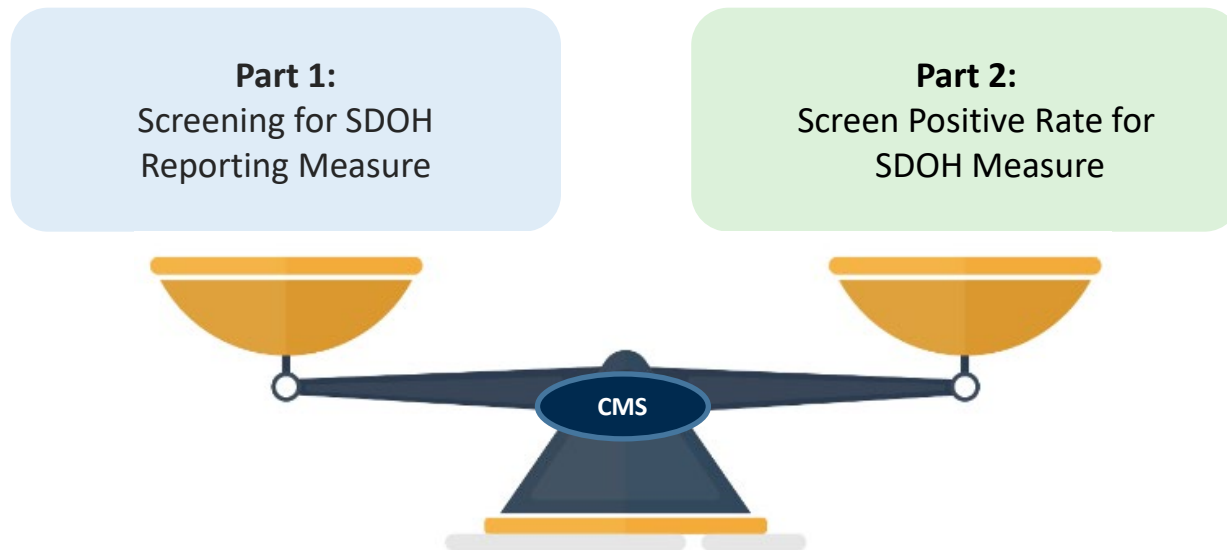 Part 1:
Screening for SDOH
Reporting Measure
Part 2:
Screen Positive Rate for
SDOH Measure
CMS